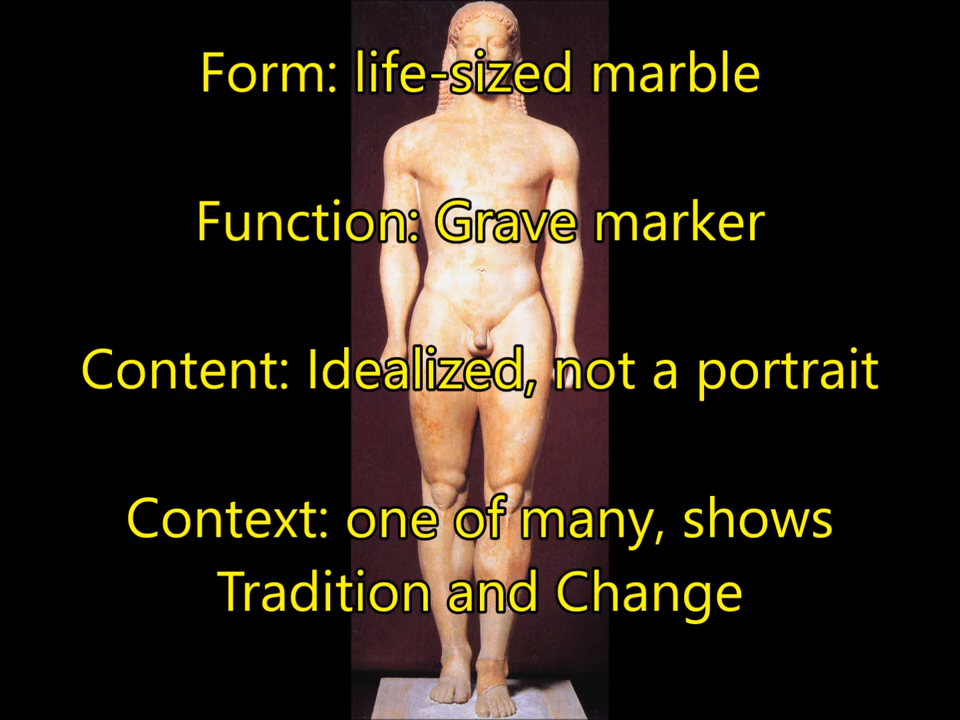 Form: life-sized marble
Function: Grave marker
Content: Idealized, not a portrait
Context: one of many, shows
Tradition and Change